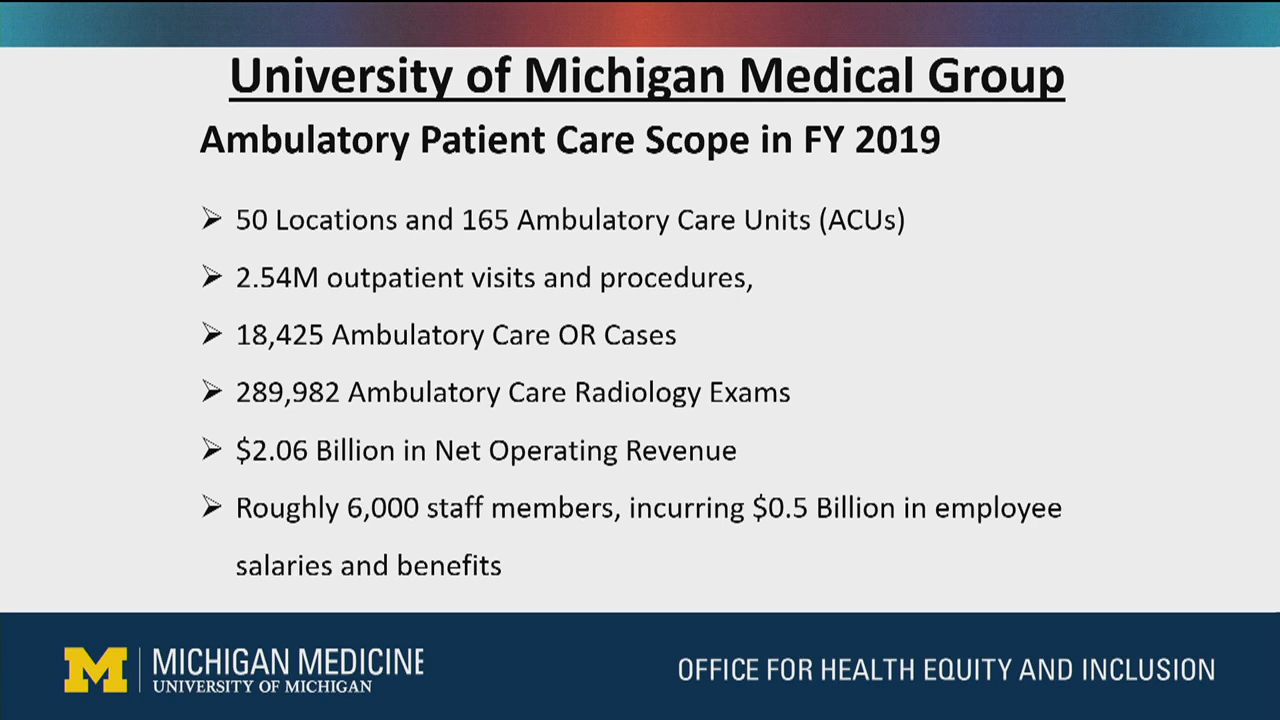 University of Michigan Medical Group
Ambulatory Patient Care Scope in FY 2019
➢ 50 Locations and 165 Ambulatory Care Units (ACUs)
➢ 2.54M outpatient visits and procedures,
➢ 18,425 Ambulatory Care OR Cases
➢ 289,982 Ambulatory Care Radiology Exams
➢ $2.06 Billion in Net Operating Revenue
➢ Roughly 6,000 staff members, incurring $0.5 Billion in employee
salaries and benefits
M
MICHIGAN MEDICINE
UNIVERSITY OF MICHIGAN
OFFICE FOR HEALTH EQUITY AND INCLUSION